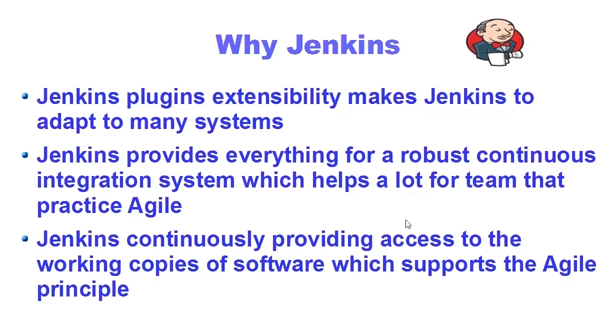 Why Jenkins
Jenkins plugins extensibility makes Jenkins to
adapt to many systems
Jenkins provides everything for a robust continuous
integration system which helps a lot for team that
practice Agile
Jenkins continuously providing access to the
working copies of software which supports the Agile
principle